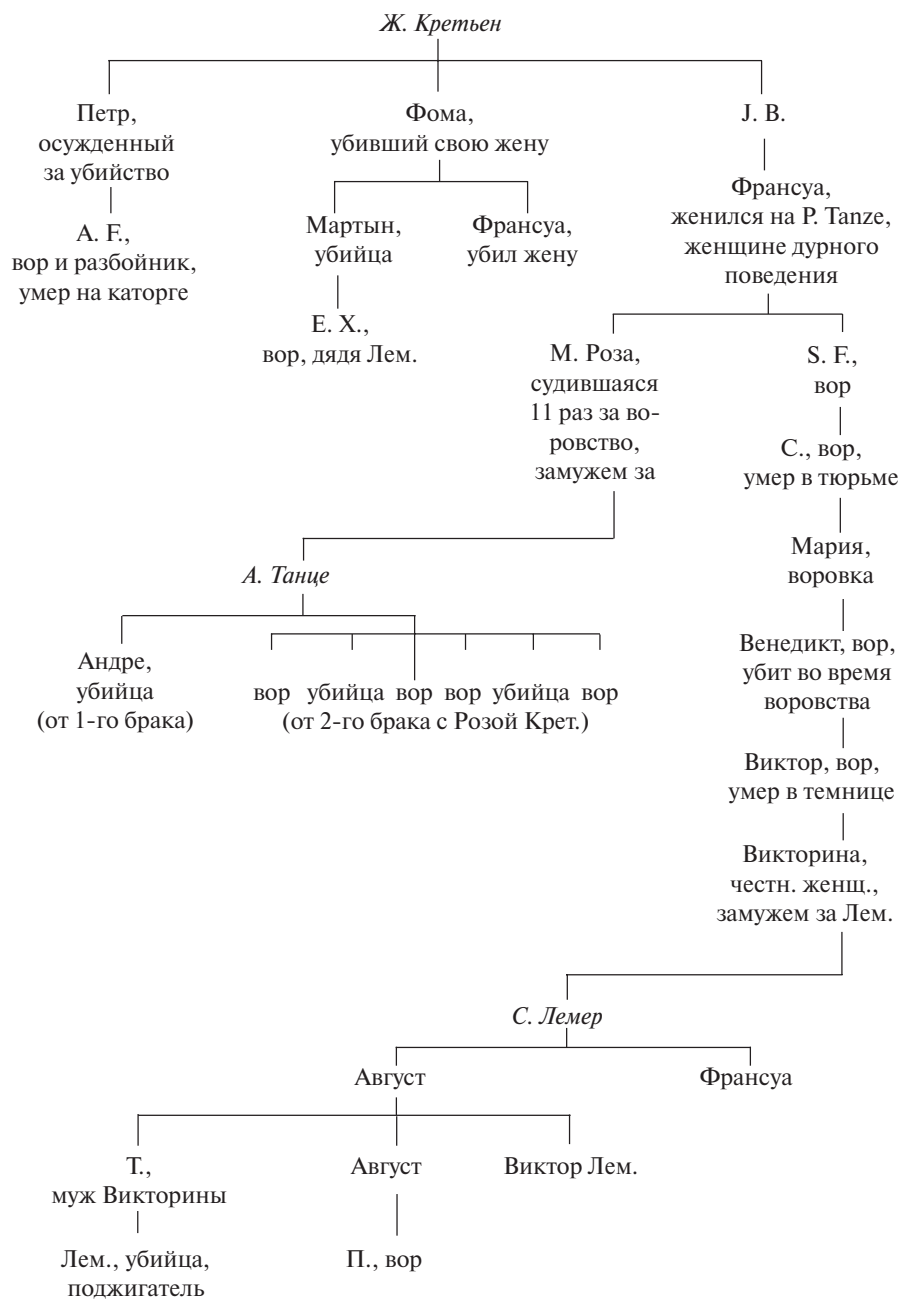 Ж. Кретьен
Петр,
осужденный
за убийство
Фома,
убивший свою жену
J. B.
A. F.,
вор и разбойник,
умер на каторге
Мартын,
убийца
Франсуа,
убил жену
Франсуа,
женился на P. Tanze,
женщине дурного
поведения
Е. Х.,
вор, дядя Лем.
М. Роза,
судившаяся
11 раз за во-
ровство,
замужем за
S. F.,
вор
С., вор,
умер в тюрьме
Мария,
воровка
А. Танце
Андре,
убийца
(от 1-го брака)
вор убийца вор вор убийца вор
(от 2-го брака с Розой Крет.)
Венедикт, вор,
убит во время
воровства
Виктор, вор,
умер в темнице
Викторина,
честн. женщ.,
замужем за Лем.
С. Лемер
Август
Франсуа
Т.,
муж Викторины
Август
Виктор Лем.
Лем., убийца,
поджигатель
П., вор